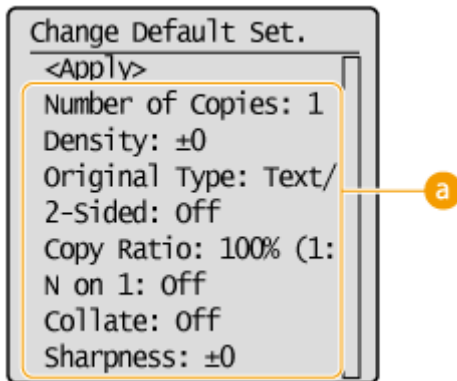 Change Default Set.
<Apply>
Number of Copies: 1
Density: ±0
Original Type: Text/
2-Sided: Off
Copy Ratio: 100% (1:
N on 1: Off
Collate: Off
Sharpness: ±0
a